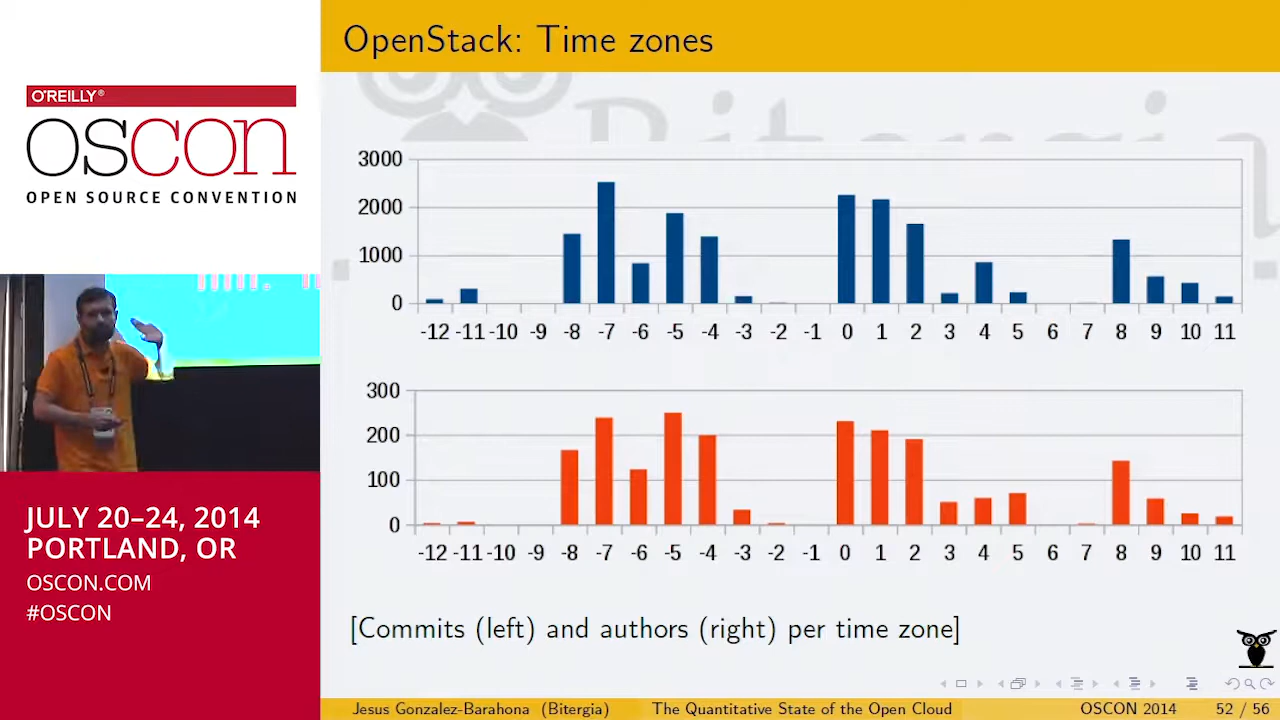 O'REILLY®
OSCON
OPEN SOURCE CONVENTION
JULY 20–24, 2014
PORTLAND, OR
OSCON.COM
#OSCON
OpenStack: Time zones
Bitergia
3000
2000
1000
0
-12 -11 -10 -9 -8 -7 -6 -5 -4 -3 -2 -1 0 1 2 3 4 5 6 7 8 9 10 11
300
200
100
0
-12 -11 -10 -9 -8 -7 -6 -5 -4 -3 -2 -1 0 1 2 3 4 5 6 7 8 9 10 11
[Commits (left) and authors (right) per time zone]
Jesus Gonzalez-Barahona (Bitergia) The Quantitative State of the Open Cloud OSCON 2014 52 / 56